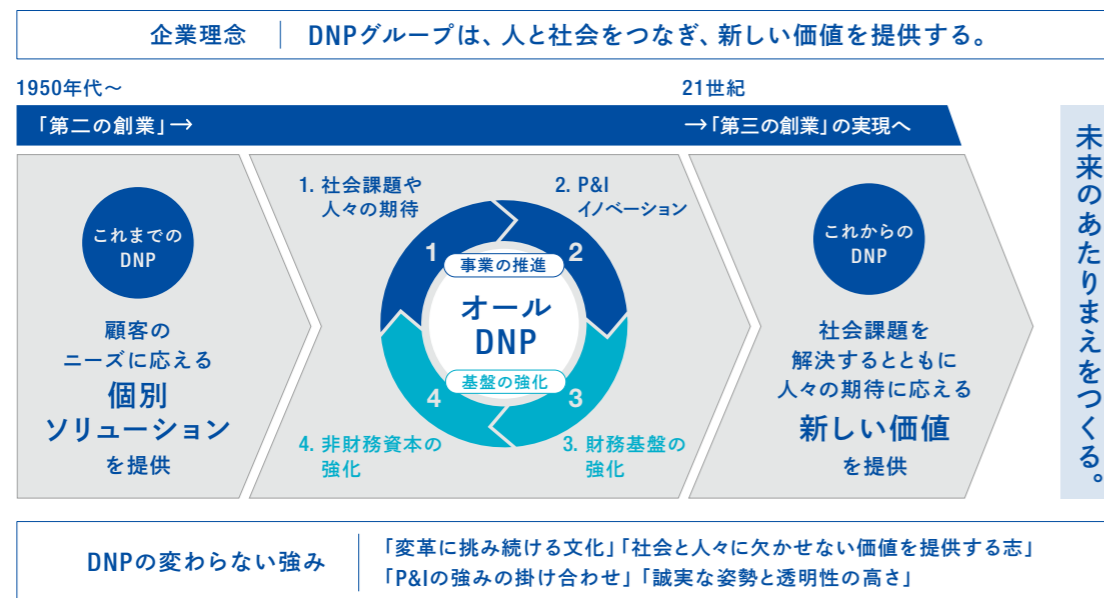 企業理念
DNPグループは、人と社会をつなぎ、新しい価値を提供する。
1950年代～
21世紀
「第二の創業」→
→「第三の創業」の実現へ
これまでの
DNP
顧客の
ニーズに応える
個別
ソリューション
を提供
1. 社会課題や
人々の期待
2. P&I
イノベーション
1
2
事業の推進
オール
DNP
基盤の強化
4
3
4. 非財務資本の
強化
3. 財務基盤の
強化
これからの
DNP
社会課題を
解決するとともに
人々の期待に応える
新しい価値
を提供
未来のあたりまえをつくる。
DNPの変わらない強み
「変革に挑み続ける文化」「社会と人々に欠かせない価値を提供する志」
「P&Iの強みの掛け合わせ」「誠実な姿勢と透明性の高さ」